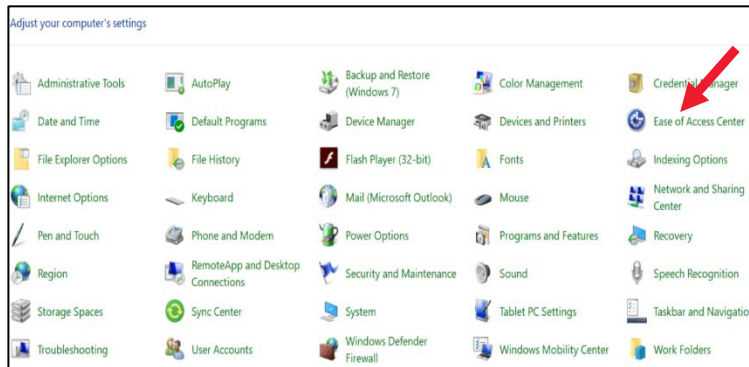 Adjust your computer's settings
Administrative Tools
AutoPlay
Backup and Restore
(Windows 7)
Color Management
Credential Manager
Date and Time
Default Programs
Device Manager
Devices and Printers
Ease of Access Center
File Explorer Options
File History
Flash Player (32-bit)
Fonts
Indexing Options
Internet Options
Keyboard
Mail (Microsoft Outlook)
Mouse
Network and Sharing
Center
Pen and Touch
Phone and Modem
Power Options
Programs and Features
Recovery
Region
RemoteApp and Desktop
Connections
Security and Maintenance
Sound
Speech Recognition
Storage Spaces
Sync Center
System
Tablet PC Settings
Taskbar and Navigatio
Troubleshooting
User Accounts
Windows Defender
Firewall
Windows Mobility Center
Work Folders